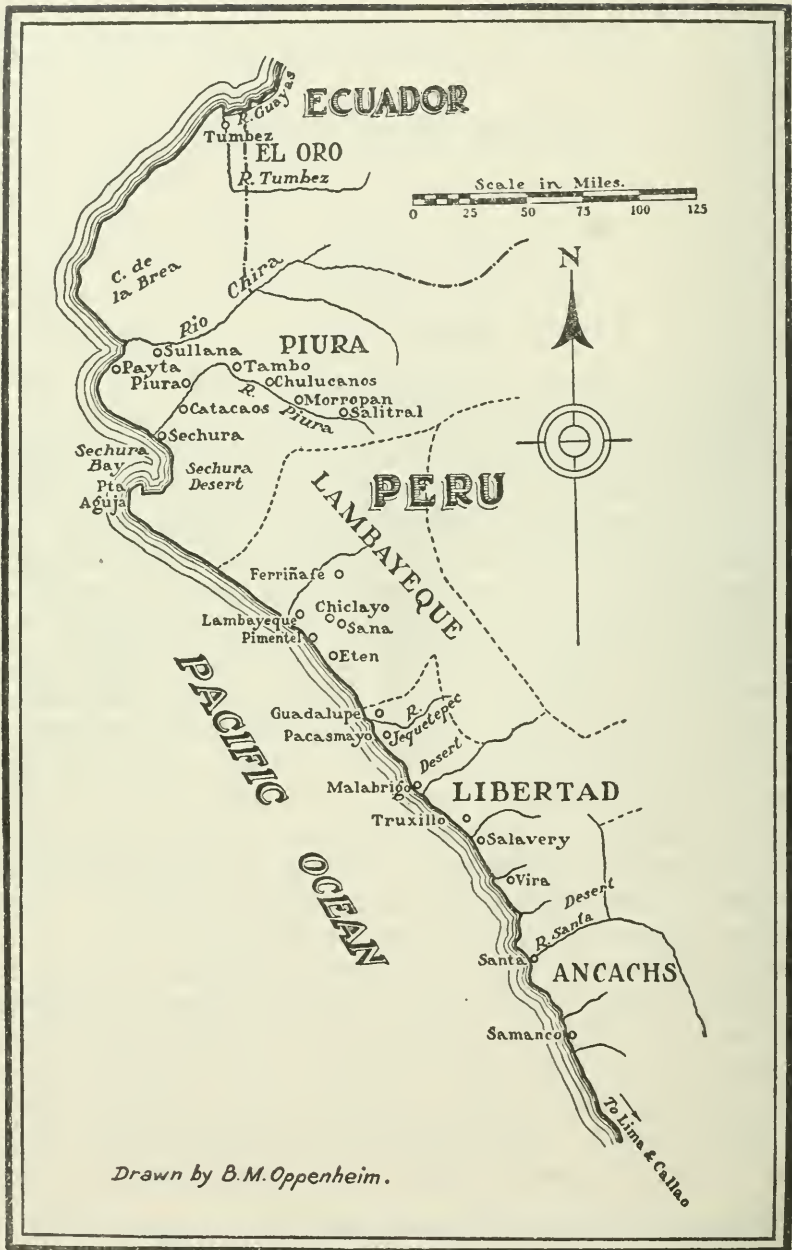 ECUADOR
R. Guayas
Tumbez
EL ORO
R. Tumbez
Scale in Miles.
0 25 50 75 100 125
N
C. de
la Brea
Rio Chira
Sullana
PIURA
Payta
Tambo
Piura
Chulucanos
R. Piura
Morropan
Catacaos
Salitral
Sechura
Sechura
Bay
Sechura
Desert
Pta
Aguja
PERU
LAMBAYEQUE
Ferriñafe
Chiclayo
Lambayeque
Sana
Pimentel
Eten
PACIFIC OCEAN
Guadalupe
R. Jequetepec
Pacasmayo
Desert
Malabrigo
LIBERTAD
Truxillo
Salavery
Vira
Desert
R. Santa
Santa
ANCACHS
Samanco
To Lima & Callao
Drawn by B. M. Oppenheim.